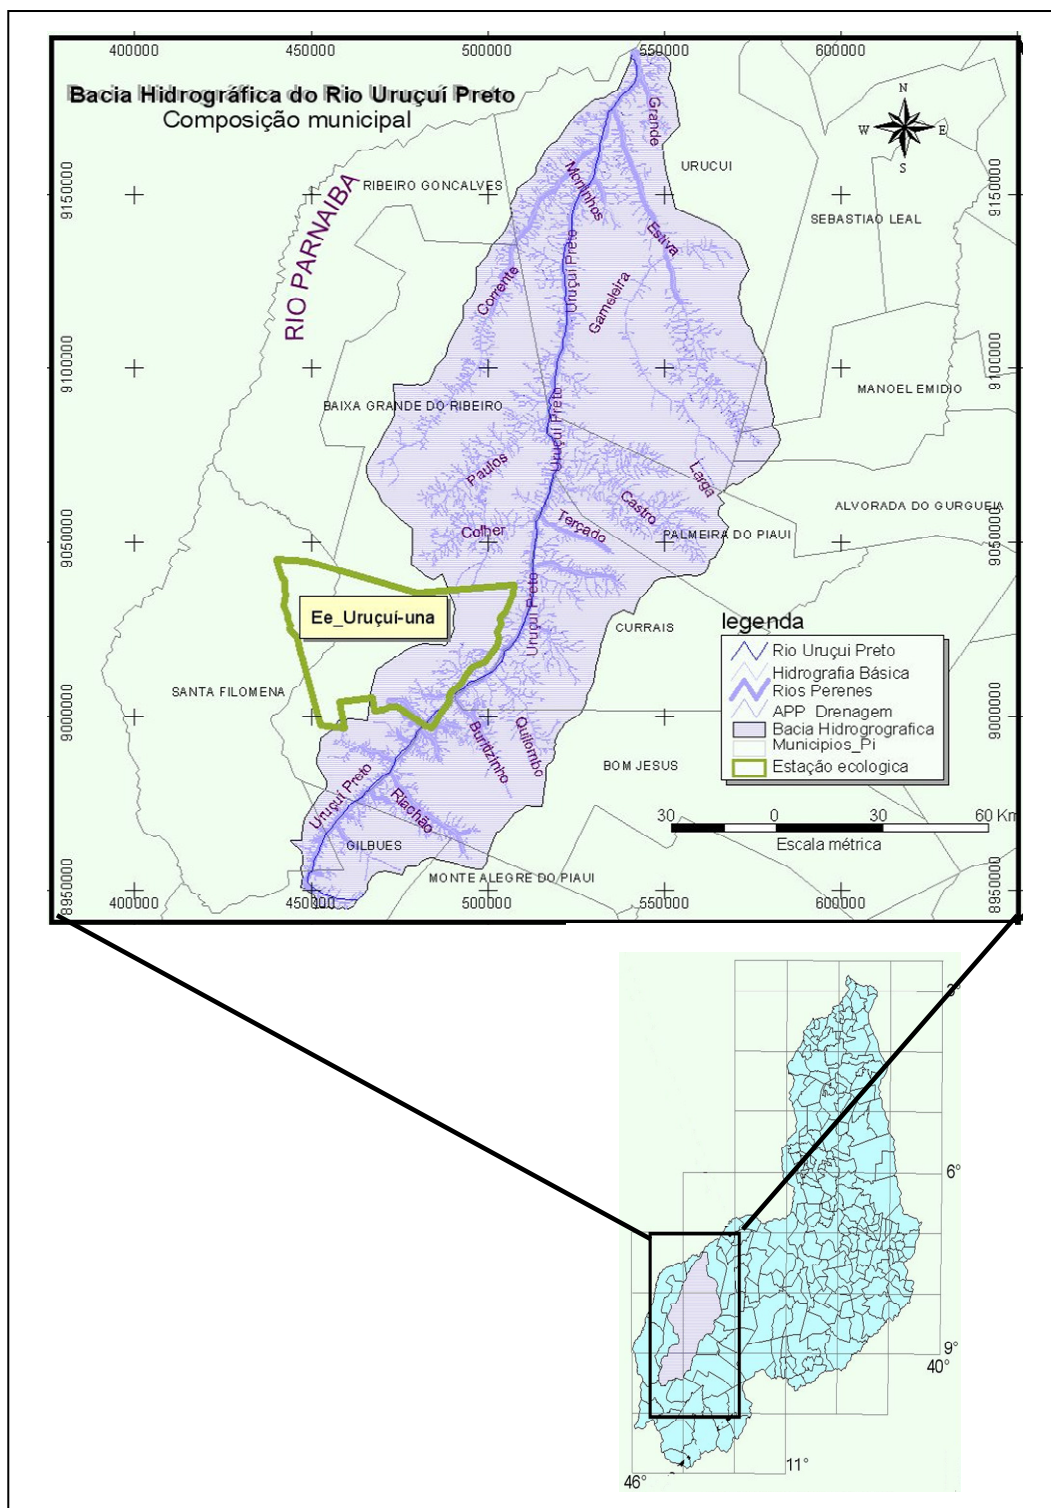 400000 450000 500000 550000 600000
Bacia Hidrográfica do Rio Uruçuí Preto
Composição municipal
N
W E
S
Grande
URUCUI
9150000
RIBEIRO GONCALVES
Morrinhos
9150000
SEBASTIAO LEAL
RIO PARNAIBA
Estiva
Uruçuí Preto
Corrente
Gameleira
9100000
9100000
MANOEL EMIDIO
BAIXA GRANDE DO RIBEIRO
Uruçuí Preto
Paulos
Larga
Castro
ALVORADA DO GURGUEIA
Colher
Terçado
PALMEIRA DO PIAUI
9050000
9050000
Ee_Uruçuí-una
Uruçuí Preto
CURRAIS
legenda
Rio Uruçui Preto
Hidrografia Básica
Rios Perenes
APP_Drenagem
Bacia Hidrogrografica
Municipios_Pi
Estação ecologica
SANTA FILOMENA
9000000
9000000
Buritizinho
Quilombo
BOM JESUS
Uruçuí Preto
Riachão
30 0 30 60 Km
Escala métrica
GILBUES
MONTE ALEGRE DO PIAUI
8950000
8950000
400000 450000 500000 550000 600000
3°
6°
9°
40°
11°
46°